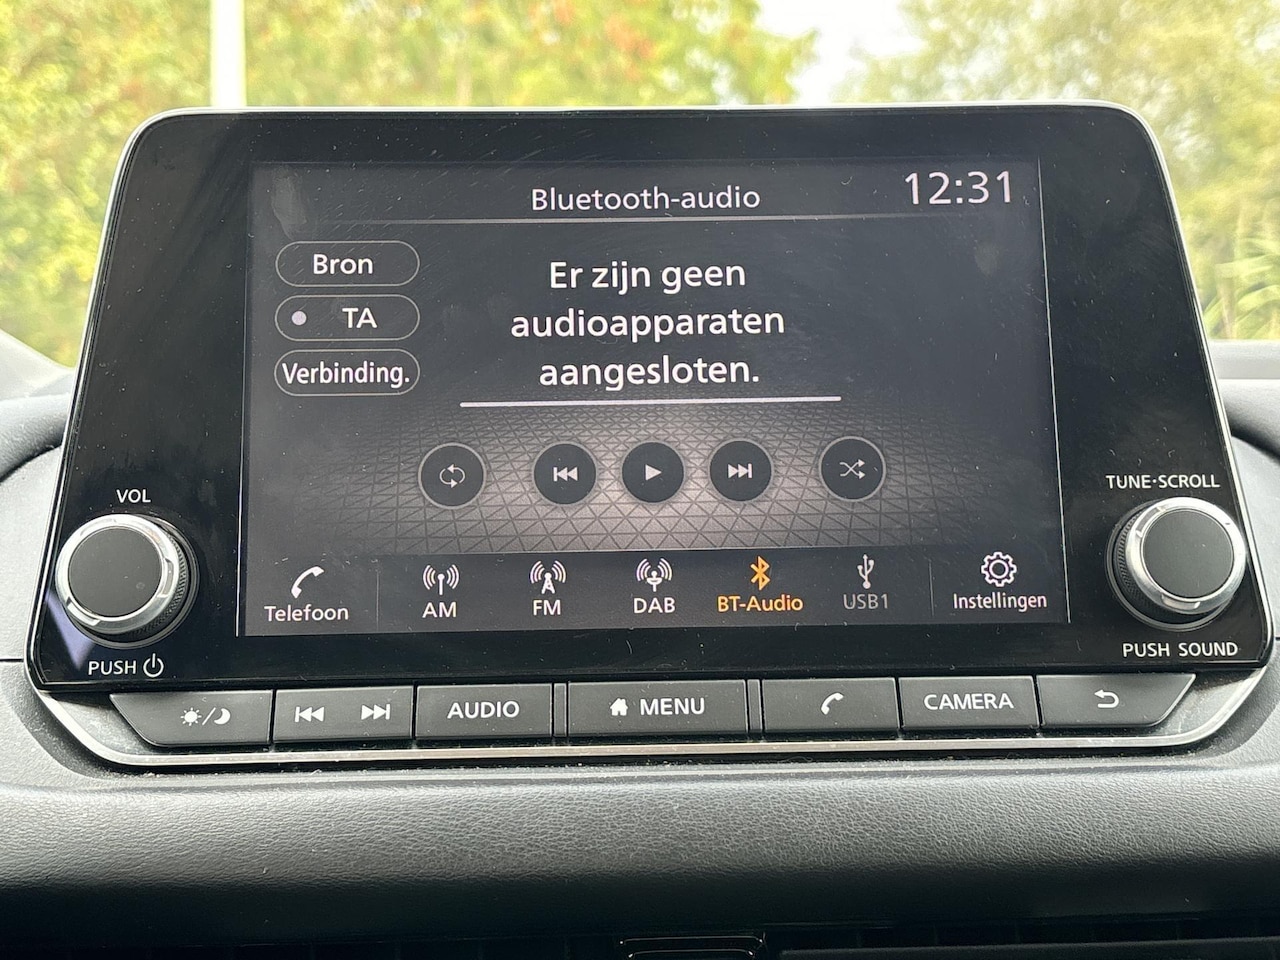 Bluetooth-audio
12:31
Bron
TA
Verbinding.
Er zijn geen
audioapparaten
aangesloten.
VOL
PUSH
TUNE·SCROLL
PUSH SOUND
Telefoon
AM
FM
DAB
BT-Audio
USB1
Instellingen
AUDIO
MENU
CAMERA